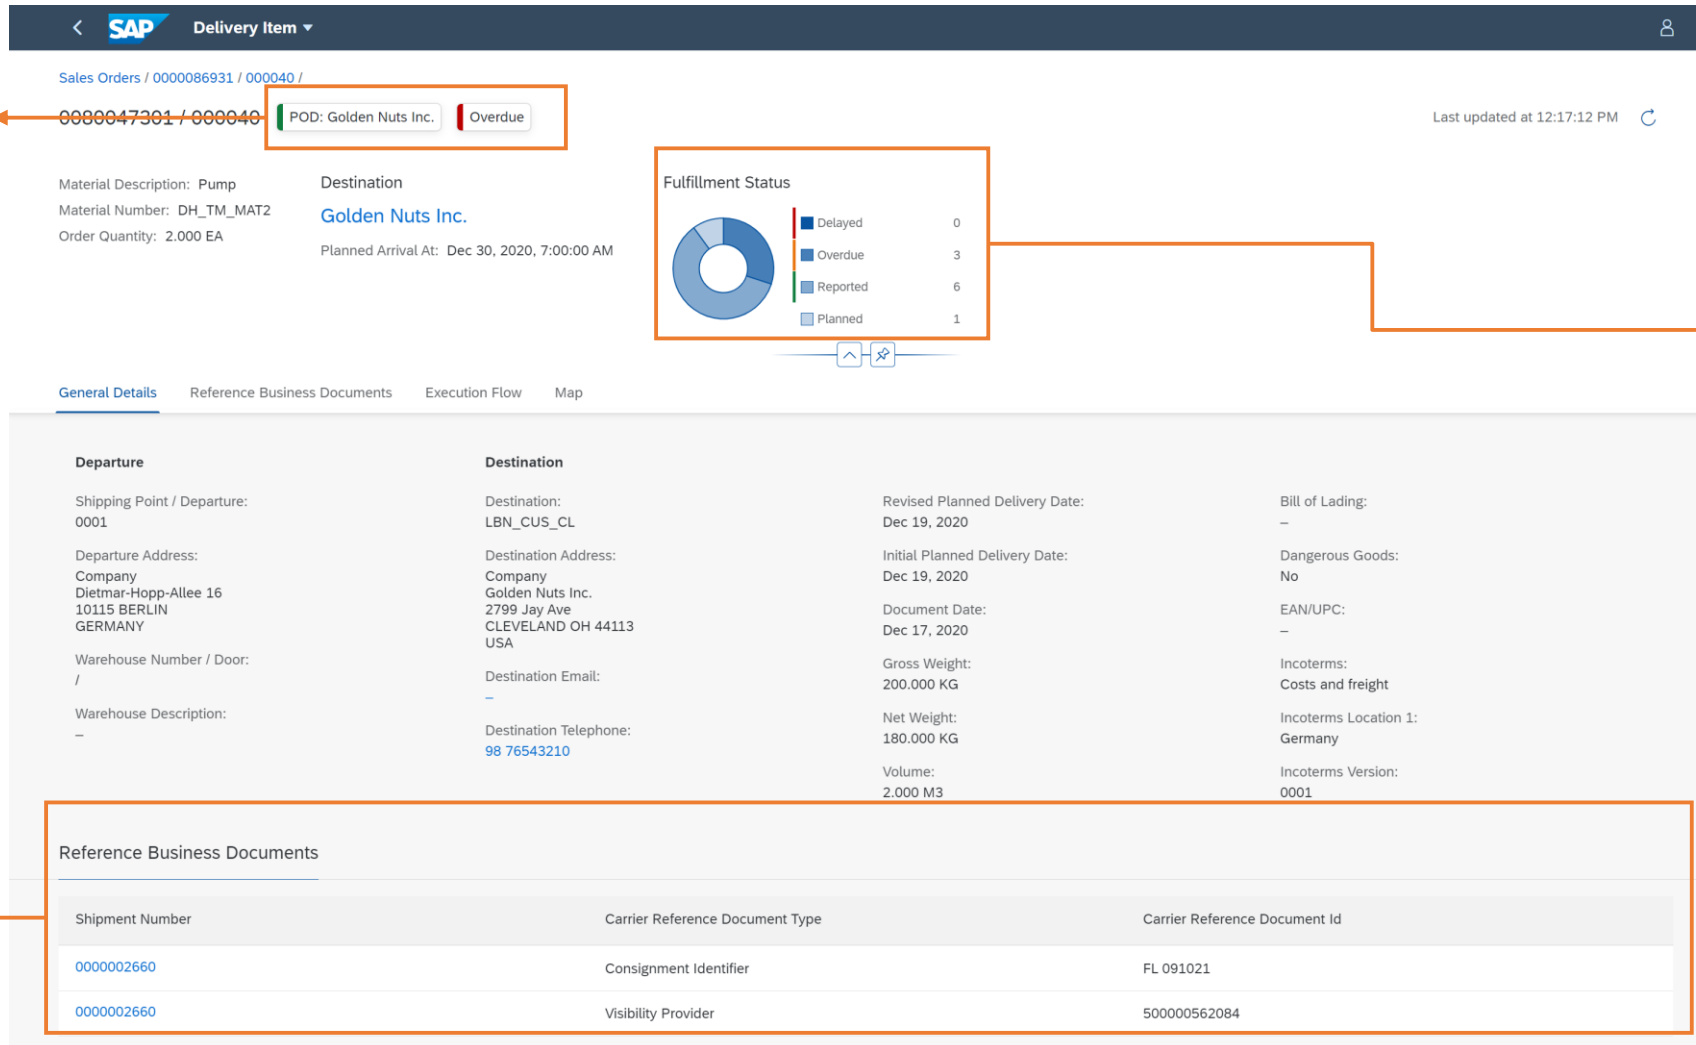 SAP Delivery Item
Sales Orders / 0000086931 / 000040 /
0080047301 / 000040 POD: Golden Nuts Inc. Overdue
Last updated at 12:17:12 PM
Material Description: Pump
Material Number: DH_TM_MAT2
Order Quantity: 2.000 EA
Destination
Golden Nuts Inc.
Planned Arrival At: Dec 30, 2020, 7:00:00 AM
Fulfillment Status
Delayed 0
Overdue 3
Reported 6
Planned 1
General Details Reference Business Documents Execution Flow Map
Departure
Shipping Point / Departure:
0001
Departure Address:
Company
Dietmar-Hopp-Allee 16
10115 BERLIN
GERMANY
Warehouse Number / Door:
/
Warehouse Description:
–
Destination
Destination:
LBN_CUS_CL
Destination Address:
Company
Golden Nuts Inc.
2799 Jay Ave
CLEVELAND OH 44113
USA
Destination Email:
–
Destination Telephone:
98 76543210
Revised Planned Delivery Date:
Dec 19, 2020
Initial Planned Delivery Date:
Dec 19, 2020
Document Date:
Dec 17, 2020
Gross Weight:
200.000 KG
Net Weight:
180.000 KG
Volume:
2.000 M3
Bill of Lading:
–
Dangerous Goods:
No
EAN/UPC:
–
Incoterms:
Costs and freight
Incoterms Location 1:
Germany
Incoterms Version:
0001
Reference Business Documents
Shipment Number Carrier Reference Document Type Carrier Reference Document Id
0000002660 Consignment Identifier FL 091021
0000002660 Visibility Provider 500000562084